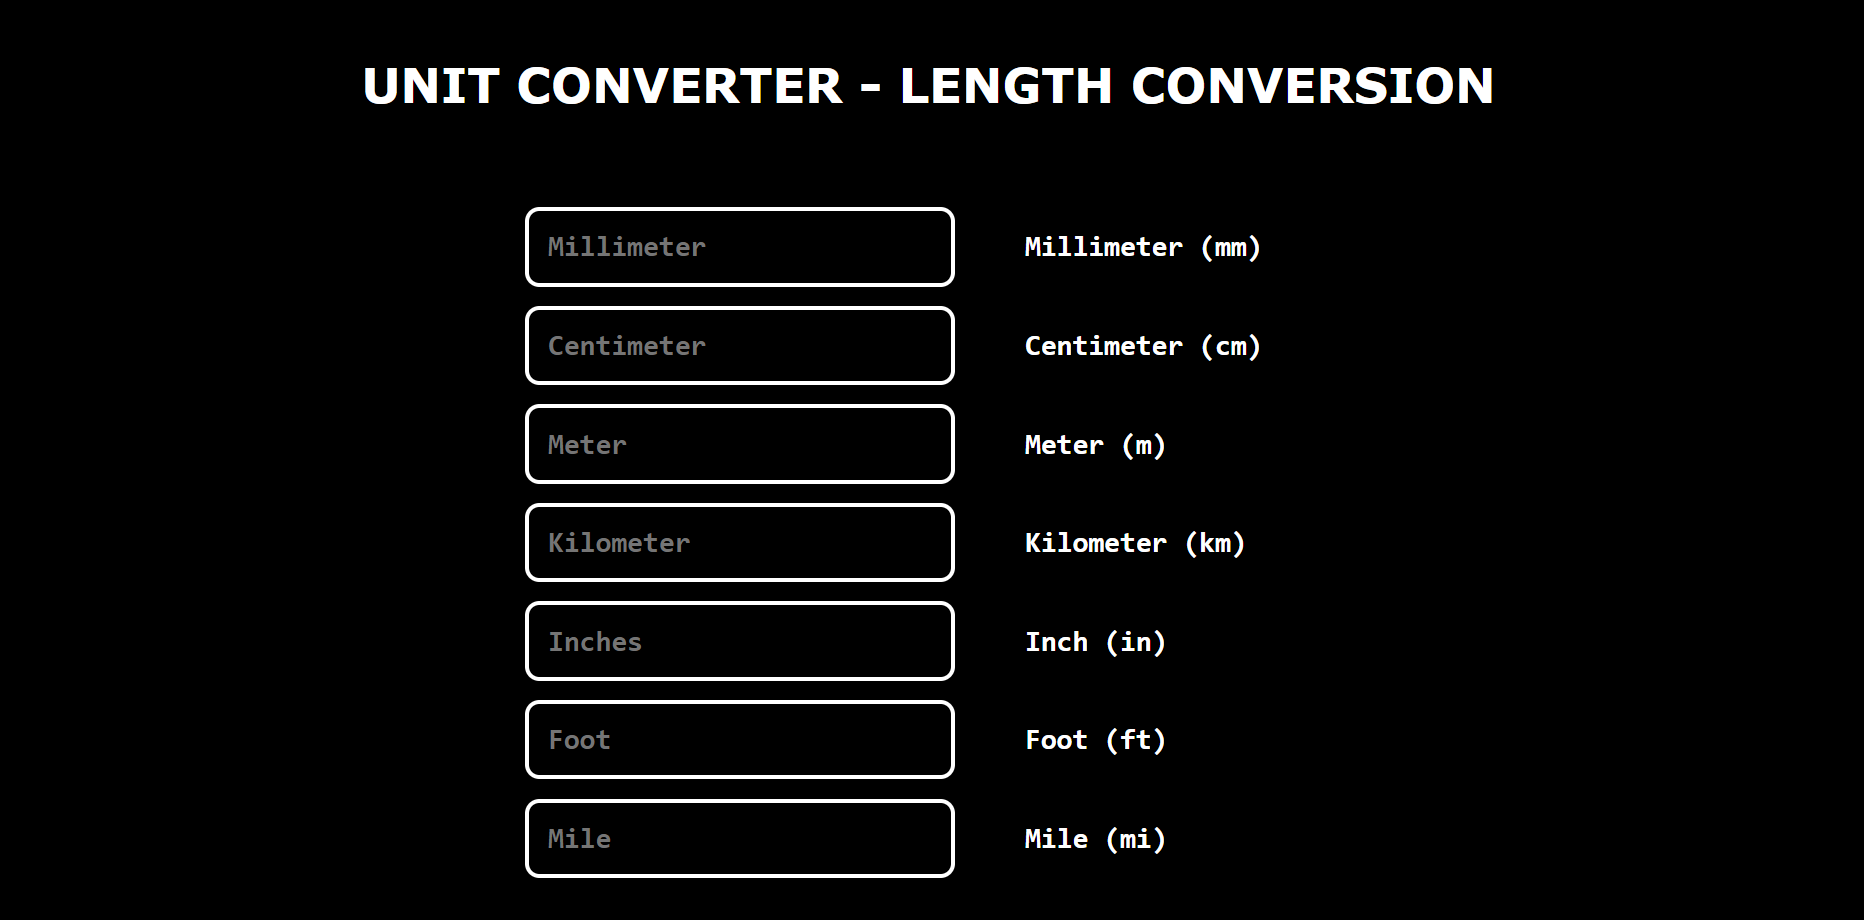 UNIT CONVERTER - LENGTH CONVERSION
Millimeter Millimeter (mm)
Centimeter Centimeter (cm)
Meter Meter (m)
Kilometer Kilometer (km)
Inches Inch (in)
Foot Foot (ft)
Mile Mile (mi)